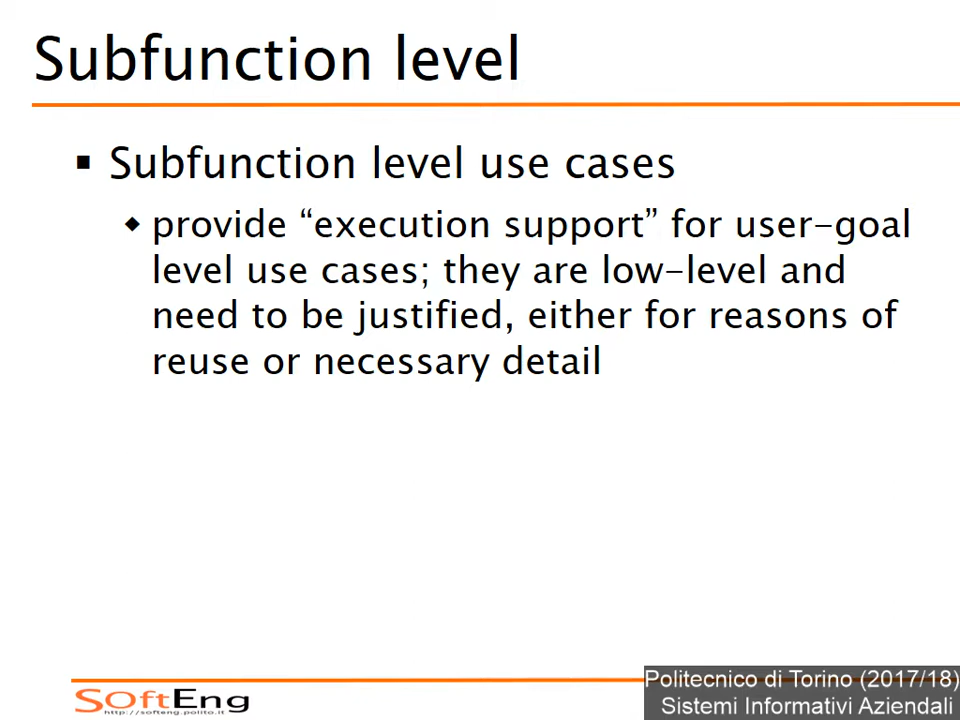 Subfunction level
▪ Subfunction level use cases
◆ provide “execution support” for user-goal
level use cases; they are low-level and
need to be justified, either for reasons of
reuse or necessary detail
SOftEng
http://softeng.polito.it
Politecnico di Torino (2017/18)
Sistemi Informativi Aziendali